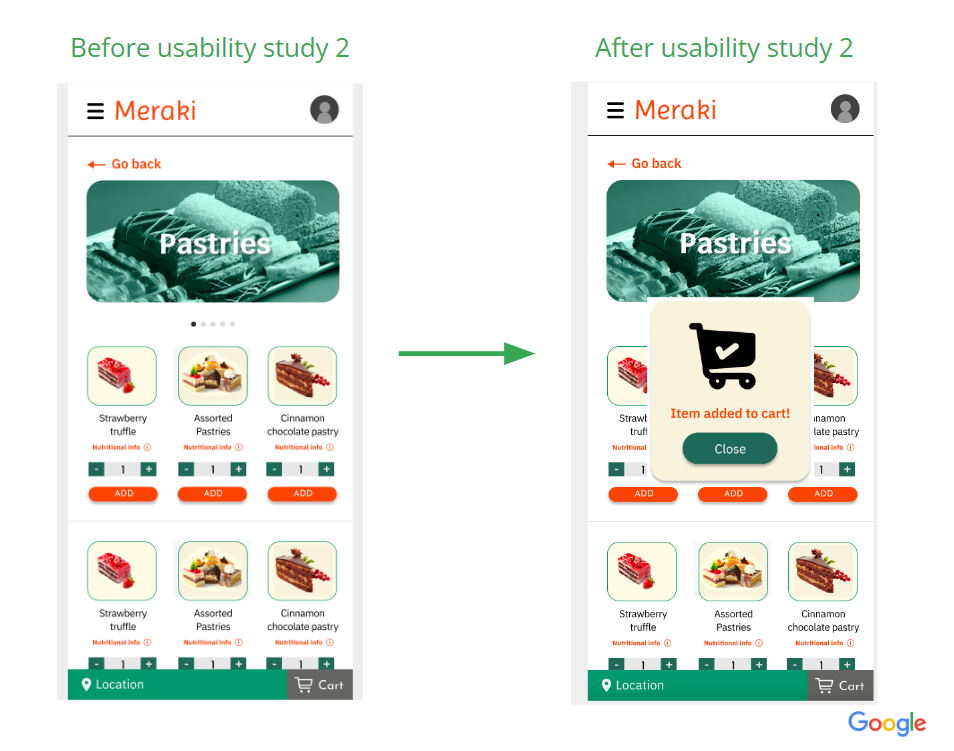 Before usability study 2
Meraki
Go back
Pastries
Strawberry
truffle
Assorted
Pastries
Cinnamon
chocolate pastry
Nutritional info
Nutritional info
Nutritional info
- 1 +
- 1 +
- 1 +
ADD
ADD
ADD
Strawberry
truffle
Assorted
Pastries
Cinnamon
chocolate pastry
Nutritional info
Nutritional info
Nutritional info
- 1 +
- 1 +
- 1 +
Location
Cart
After usability study 2
Meraki
Go back
Pastries
Item added to cart!
Close
Strawb
truff
nnamon
late pastry
Nutritional
al info
- 1
1 +
ADD
ADD
ADD
Strawberry
truffle
Assorted
Pastries
Cinnamon
chocolate pastry
Nutritional info
Nutritional info
Nutritional info
- 1 +
- 1 +
- 1 +
Location
Cart
Google